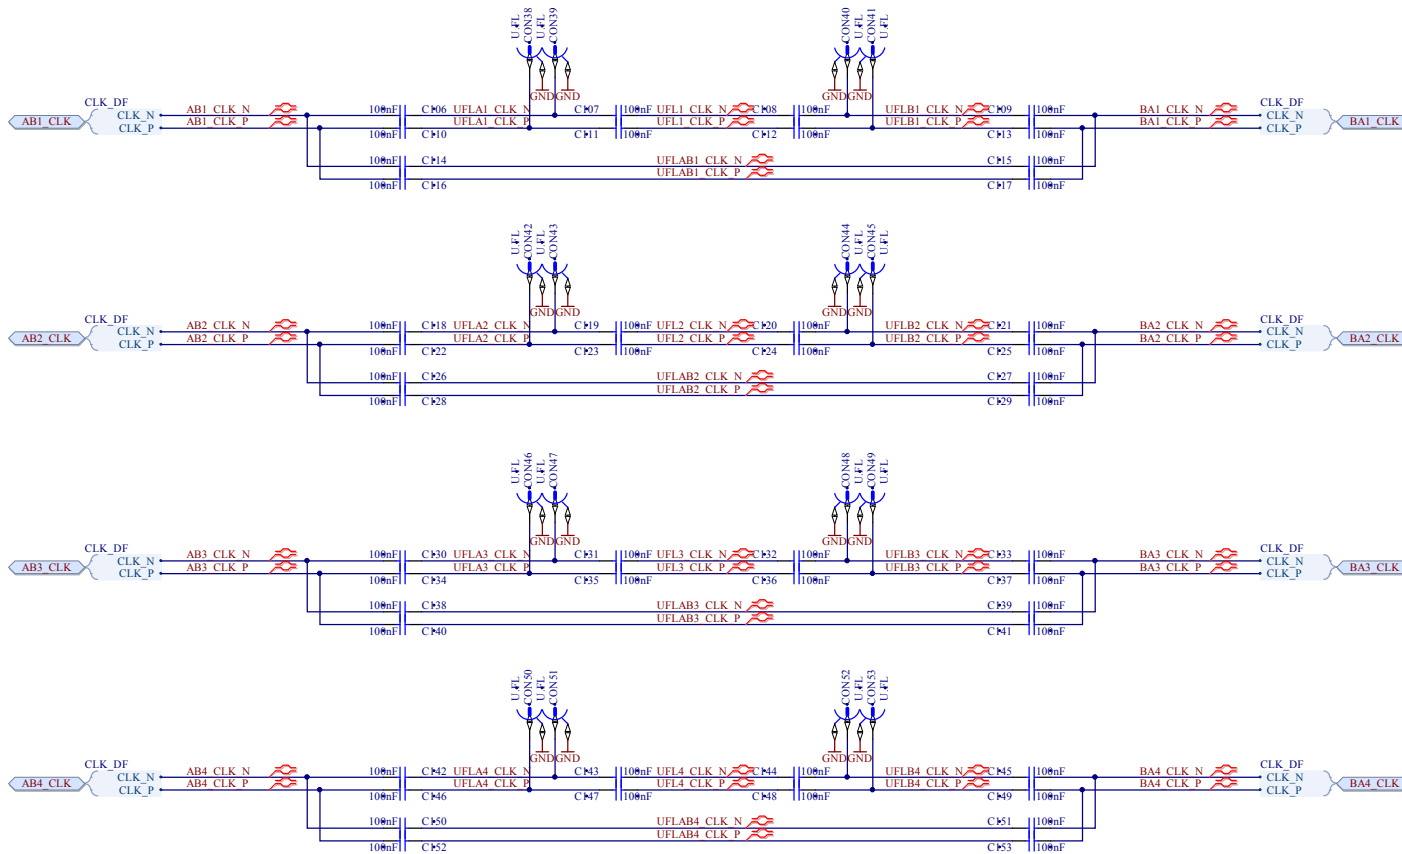 U.FL CON38 U.FL CON39 CON40 U.FL CON41 U.FL
GND GND GND GND
CLK_DF CLK_DF
AB1_CLK CLK_N AB1_CLK_N 100nF C106 UFLA1_CLK_N C107 100nF UFL1_CLK_N C108 UFLB1_CLK_N C109 100nF BA1_CLK_N CLK_N BA1_CLK
CLK_P AB1_CLK_P 100nF C110 UFLA1_CLK_P C111 100nF UFL1_CLK_P C112 100nF UFLB1_CLK_P C113 100nF BA1_CLK_P CLK_P
100nF C114 UFLAB1_CLK_N C115 100nF
100nF C116 UFLAB1_CLK_P C117 100nF
U.FL CON42 U.FL CON43 CON44 U.FL CON45 U.FL
GND GND GND GND
CLK_DF CLK_DF
AB2_CLK CLK_N AB2_CLK_N 100nF C118 UFLA2_CLK_N C119 100nF UFL2_CLK_N C120 UFLB2_CLK_N C121 100nF BA2_CLK_N CLK_N BA2_CLK
CLK_P AB2_CLK_P 100nF C122 UFLA2_CLK_P C123 100nF UFL2_CLK_P C124 100nF UFLB2_CLK_P C125 100nF BA2_CLK_P CLK_P
100nF C126 UFLAB2_CLK_N C127 100nF
100nF C128 UFLAB2_CLK_P C129 100nF
U.FL CON46 U.FL CON47 CON48 U.FL CON49 U.FL
GND GND GND GND
CLK_DF CLK_DF
AB3_CLK CLK_N AB3_CLK_N 100nF C130 UFLA3_CLK_N C131 100nF UFL3_CLK_N C132 UFLB3_CLK_N C133 100nF BA3_CLK_N CLK_N BA3_CLK
CLK_P AB3_CLK_P 100nF C134 UFLA3_CLK_P C135 100nF UFL3_CLK_P C136 100nF UFLB3_CLK_P C137 100nF BA3_CLK_P CLK_P
100nF C138 UFLAB3_CLK_N C139 100nF
100nF C140 UFLAB3_CLK_P C141 100nF
U.FL CON50 U.FL CON51 CON52 U.FL CON53 U.FL
GND GND GND GND
CLK_DF CLK_DF
AB4_CLK CLK_N AB4_CLK_N 100nF C142 UFLA4_CLK_N C143 100nF UFL4_CLK_N C144 UFLB4_CLK_N C145 100nF BA4_CLK_N CLK_N BA4_CLK
CLK_P AB4_CLK_P 100nF C146 UFLA4_CLK_P C147 100nF UFL4_CLK_P C148 100nF UFLB4_CLK_P C149 100nF BA4_CLK_P CLK_P
100nF C150 UFLAB4_CLK_N C151 100nF
100nF C152 UFLAB4_CLK_P C153 100nF